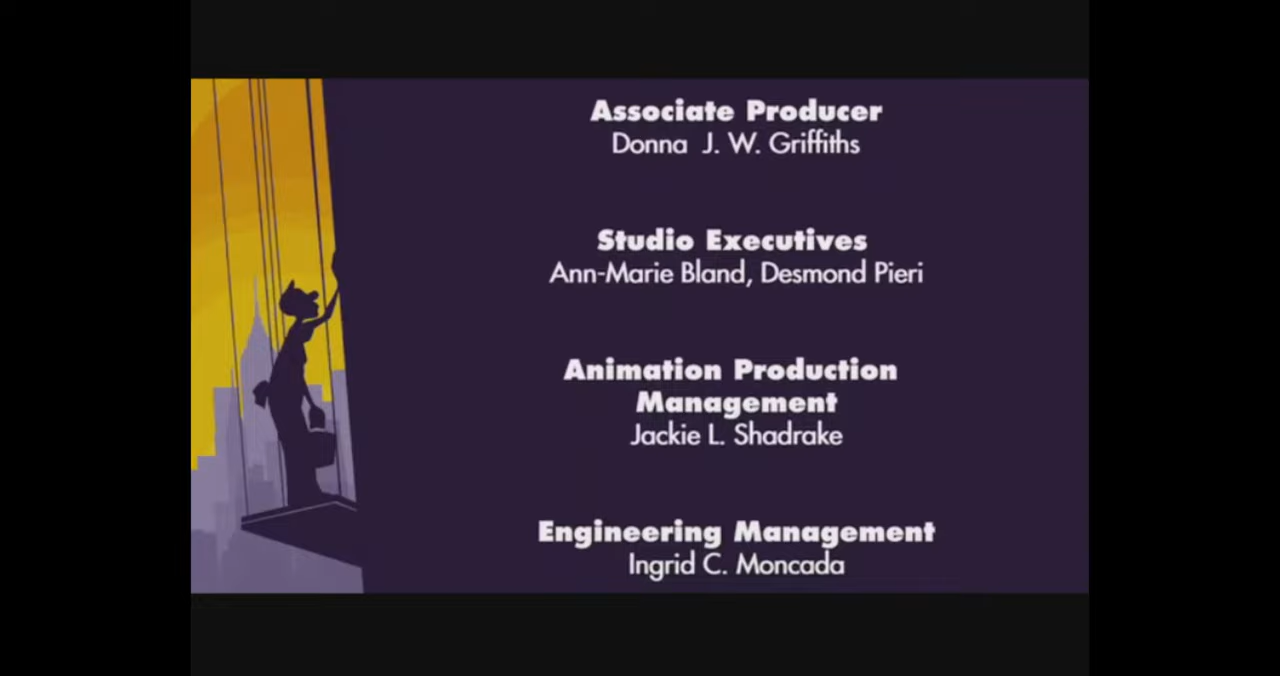 Associate Producer
Donna J. W. Griffiths
Studio Executives
Ann-Marie Bland, Desmond Pieri
Animation Production
Management
Jackie L. Shadrake
Engineering Management
Ingrid C. Moncada